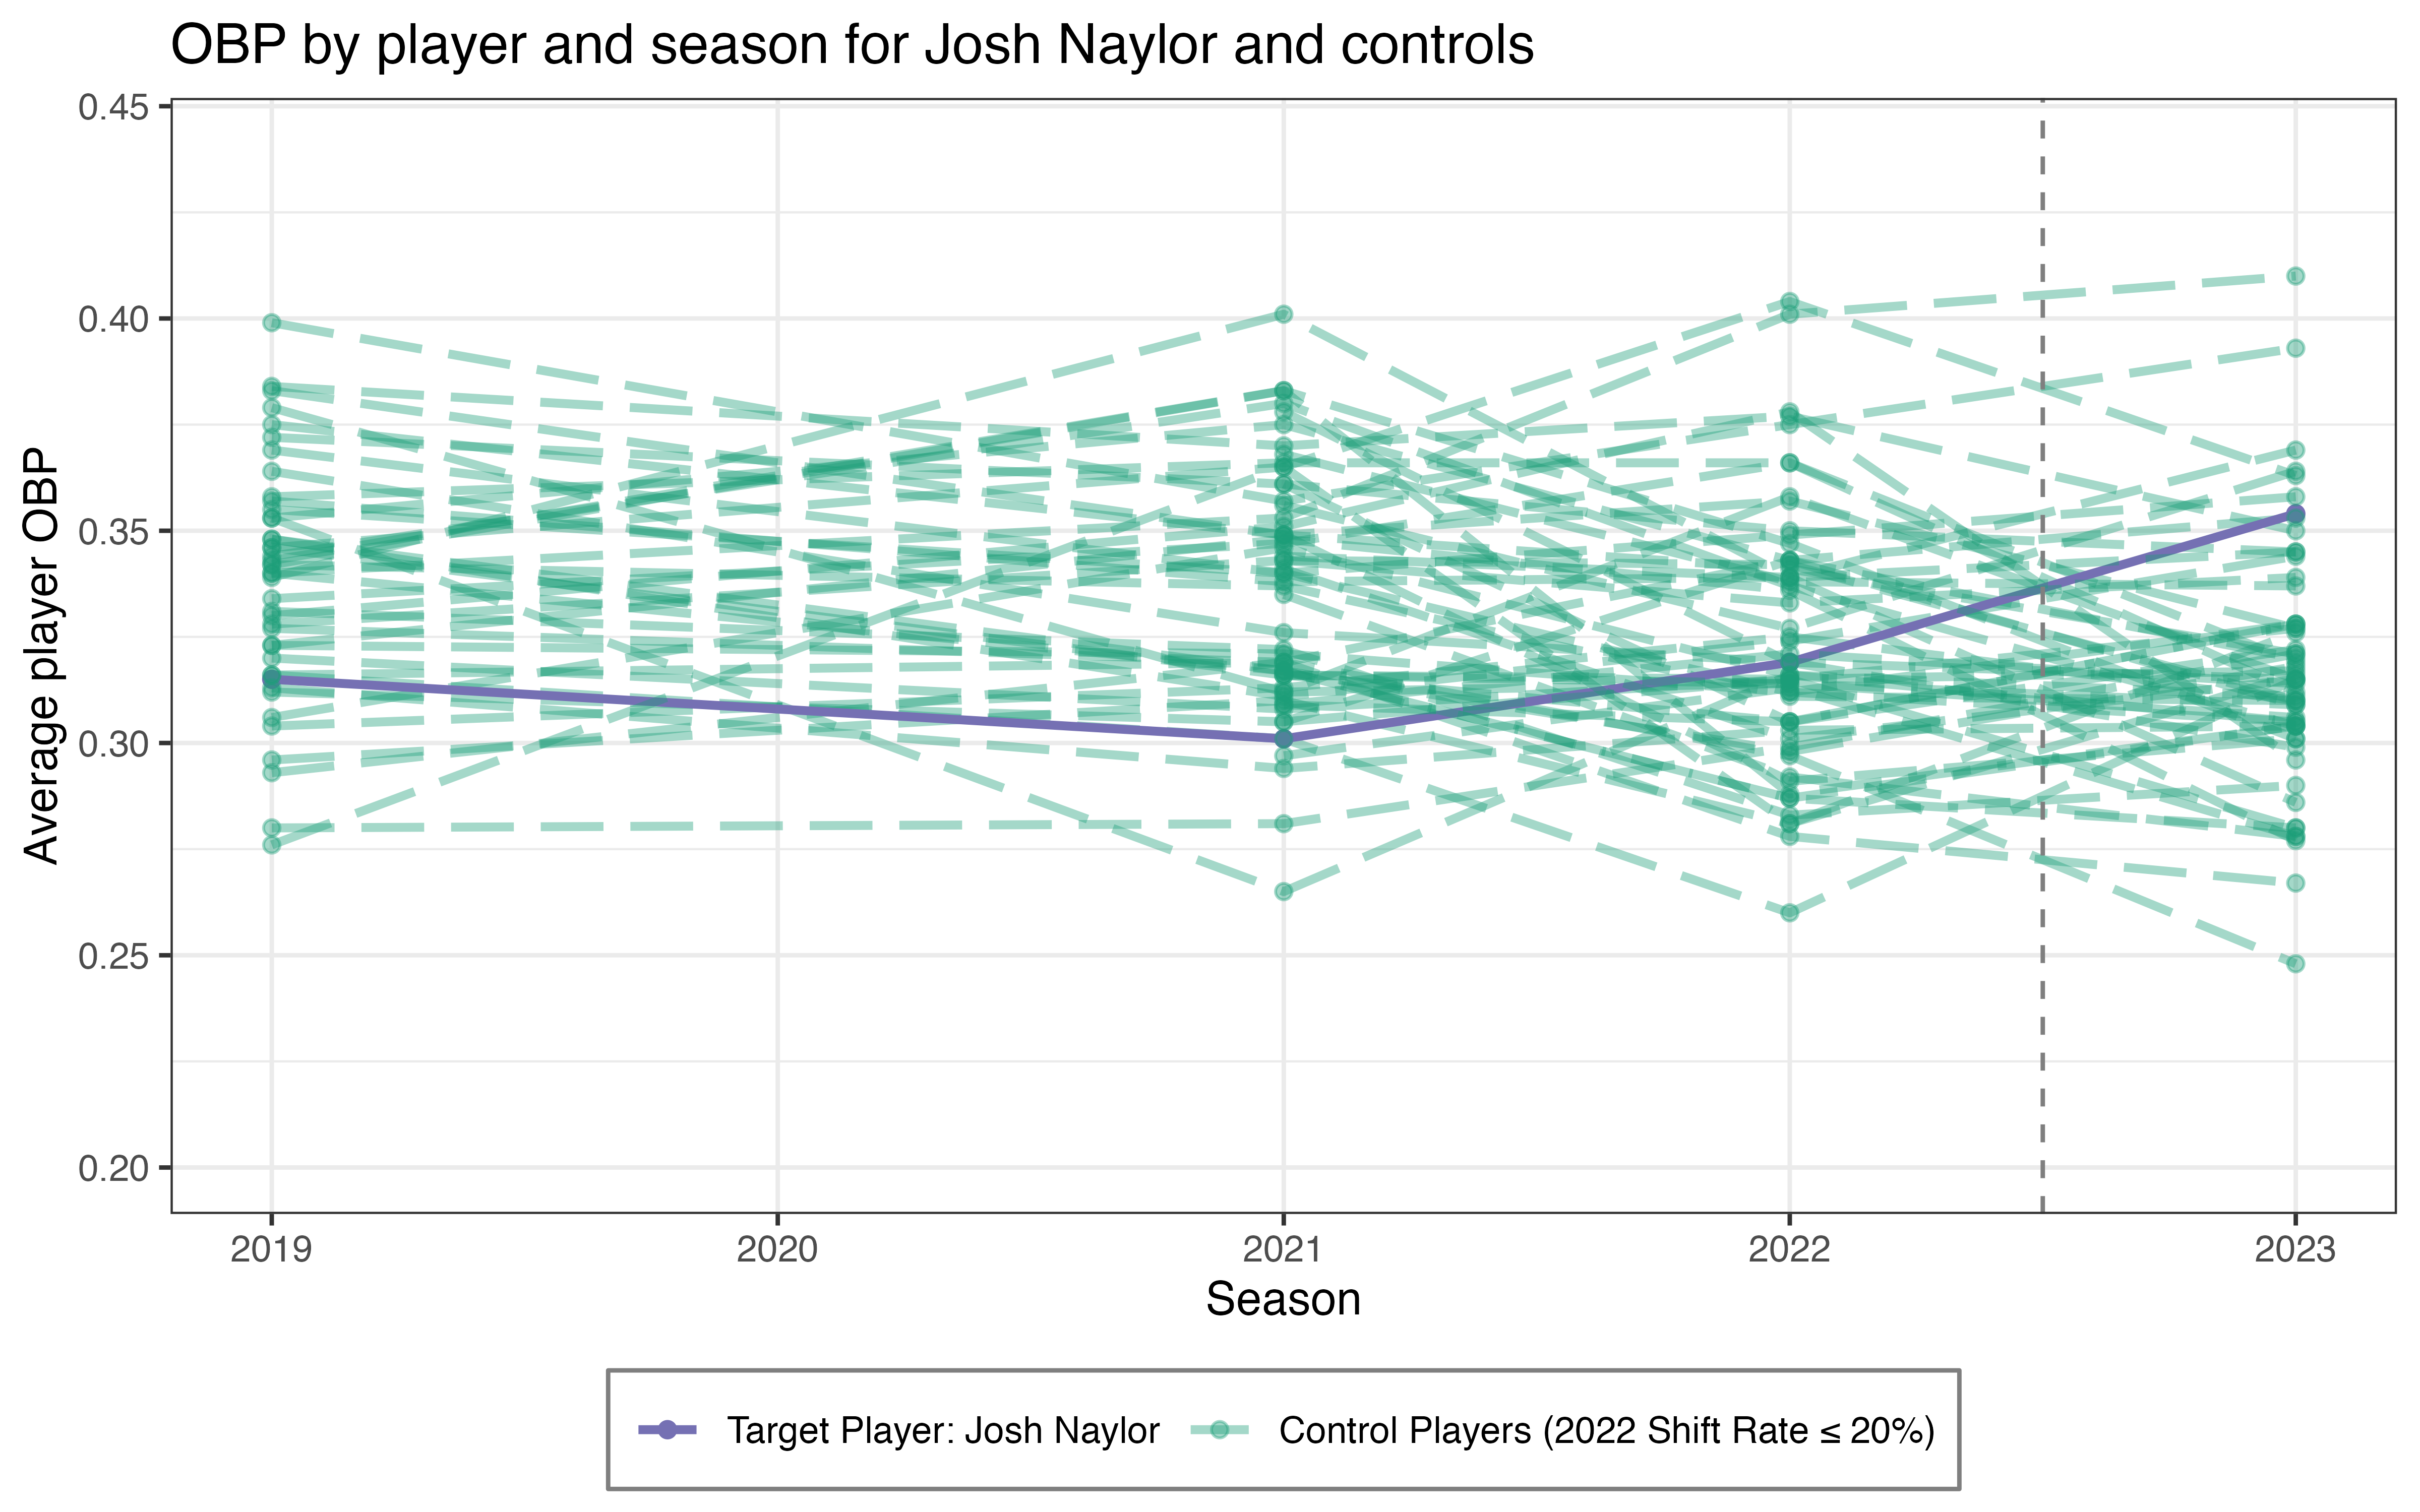 OBP by player and season for Josh Naylor and controls
0.45
0.40
0.35
0.30
0.25
0.20
Average player OBP
2019 2020 2021 2022 2023
Season
Target Player: Josh Naylor Control Players (2022 Shift Rate ≤ 20%)